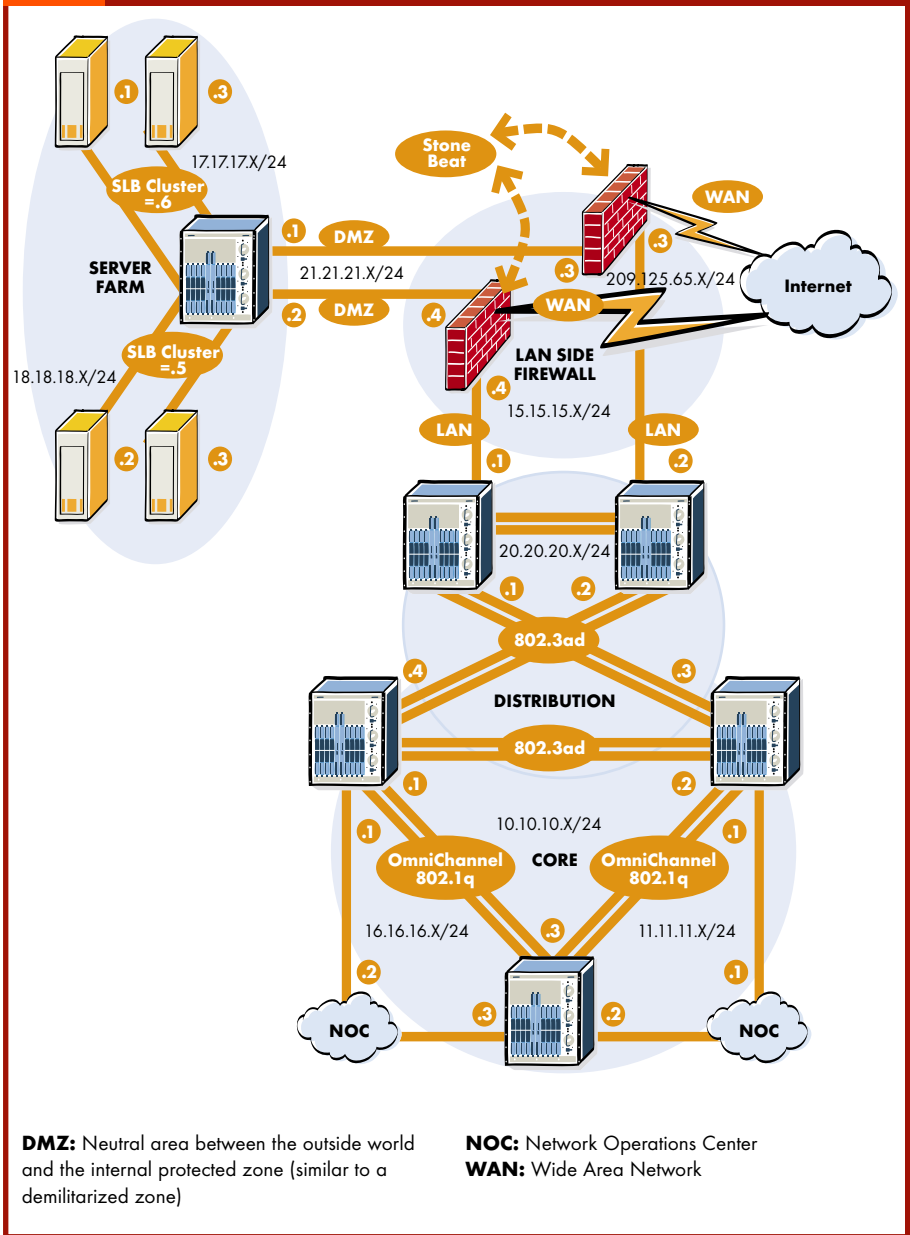 .1
.3
Stone
Beat
17.17.17.X/24
SLB Cluster
=.6
WAN
.1
DMZ
.3
SERVER
FARM
21.21.21.X/24
.3
209.125.65.X/24
Internet
.2
DMZ
.4
WAN
SLB Cluster
=.5
LAN SIDE
FIREWALL
18.18.18.X/24
.4
15.15.15.X/24
LAN
LAN
.2
.3
.1
.2
20.20.20.X/24
.1
.2
802.3ad
.4
.3
DISTRIBUTION
802.3ad
.1
.2
10.10.10.X/24
.1
.1
OmniChannel
802.1q
CORE
OmniChannel
802.1q
16.16.16.X/24
.3
11.11.11.X/24
.2
.1
NOC
.3
.2
NOC
DMZ: Neutral area between the outside world
and the internal protected zone (similar to a
demilitarized zone)
NOC: Network Operations Center
WAN: Wide Area Network